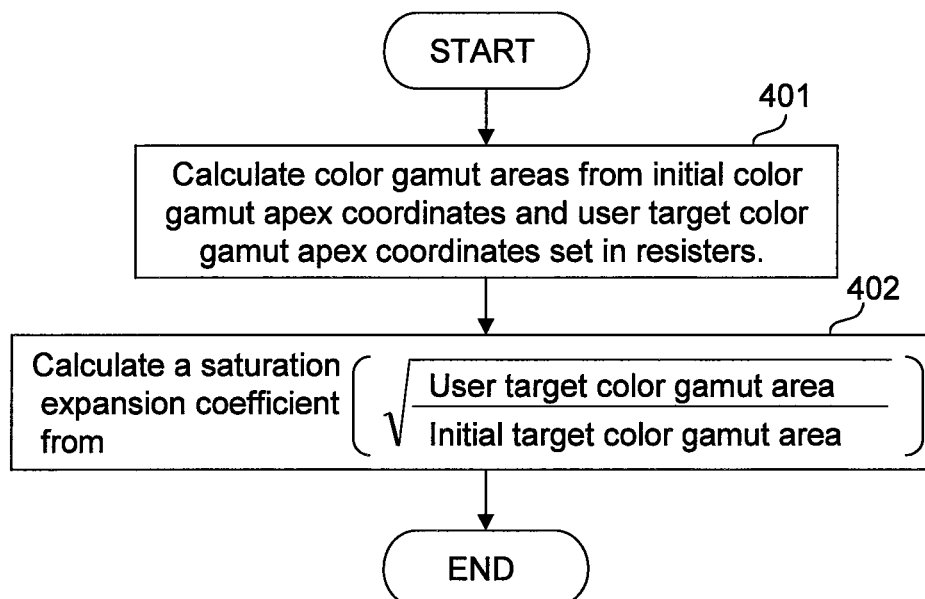 START
401
Calculate color gamut areas from initial color
gamut apex coordinates and user target color
gamut apex coordinates set in resisters.
402
Calculate a saturation
expansion coefficient
from
( √ User target color gamut area
Initial target color gamut area )
END